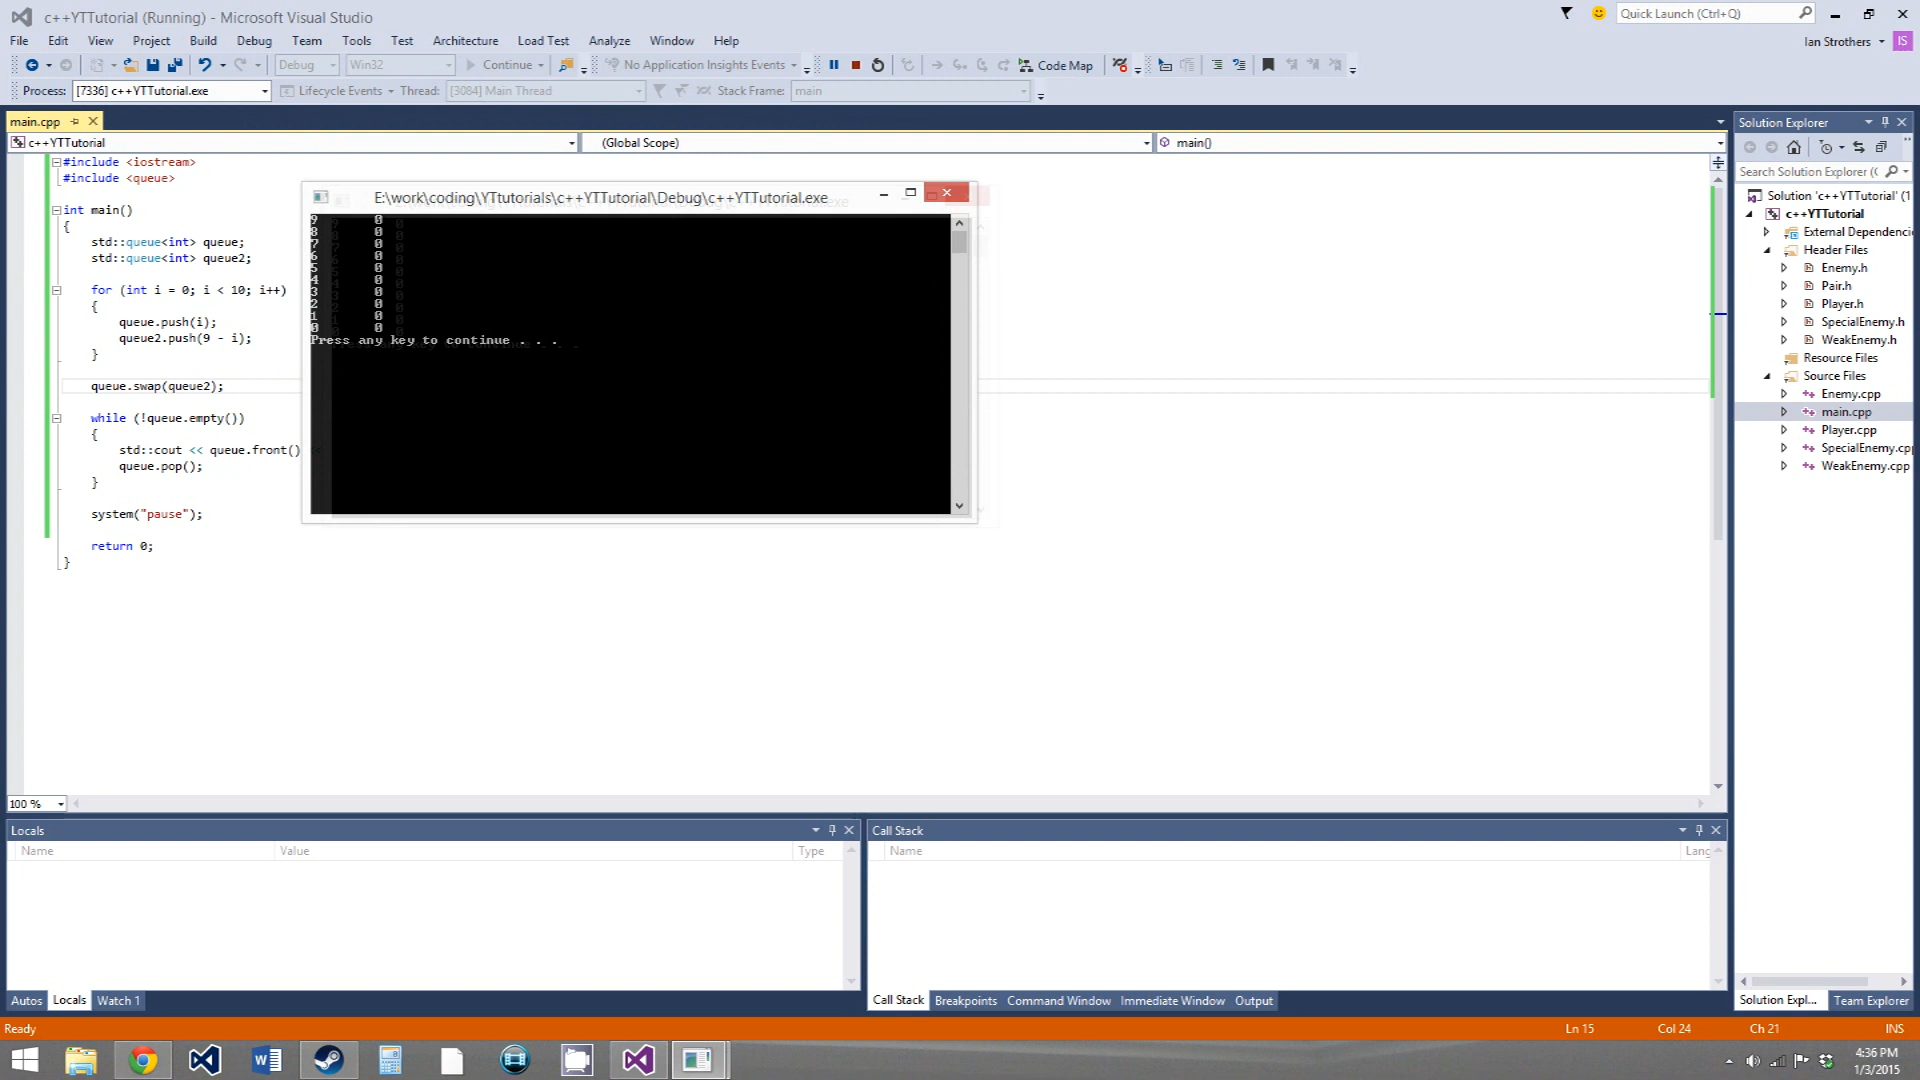 c++YTTutorial (Running) - Microsoft Visual Studio
Quick Launch (Ctrl+Q)
File Edit View Project Build Debug Team Tools Test Architecture Load Test Analyze Window Help
Ian Strothers IS
Debug Win32 Continue No Application Insights Events Code Map
Process: [7336] c++YTTutorial.exe Lifecycle Events Thread: [3084] Main Thread Stack Frame: main
main.cpp
c++YTTutorial (Global Scope) main()
#include <iostream>
#include <queue>
int main()
{
std::queue<int> queue;
std::queue<int> queue2;
for (int i = 0; i < 10; i++)
{
queue.push(i);
queue2.push(9 - i);
}
queue.swap(queue2);
while (!queue.empty())
{
std::cout << queue.front()
queue.pop();
}
system("pause");
return 0;
}
E:\work\coding\YTtutorials\c++YTTutorial\Debug\c++YTTutorial.exe
9 0
8 0
7 0
6 0
5 0
4 0
3 0
2 0
1 0
0 0
Press any key to continue . . .
Solution Explorer
Search Solution Explorer (C
Solution 'c++YTTutorial' (1
c++YTTutorial
External Dependenci
Header Files
Enemy.h
Pair.h
Player.h
SpecialEnemy.h
WeakEnemy.h
Resource Files
Source Files
Enemy.cpp
main.cpp
Player.cpp
SpecialEnemy.cpp
WeakEnemy.cpp
Solution Expl... Team Explorer
100 %
Locals
Name Value Type
Autos Locals Watch 1
Call Stack
Name Lang
Call Stack Breakpoints Command Window Immediate Window Output
Ready Ln 15 Col 24 Ch 21 INS
4:36 PM
1/3/2015